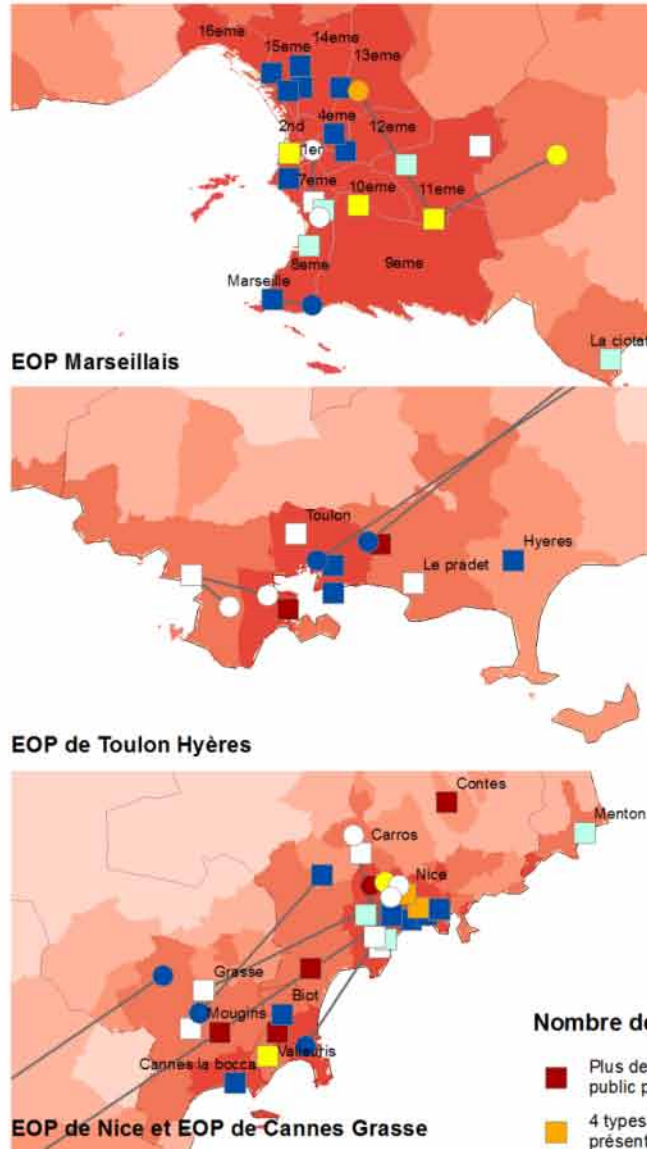 16eme
15eme
14eme
13eme
4eme
2nd
12eme
1er
7eme
10eme
11eme
8eme
9eme
Marseille
La ciotat
EOP Marseillais
Toulon
Hyeres
Le pradet
EOP de Toulon Hyères
Contes
Menton
Carros
Nice
Grasse
Biot
Mougins
Vallauris
Cannes la bocca
Nombre de
Plus de
public p
4 types
présent
EOP de Nice et EOP de Cannes Grasse